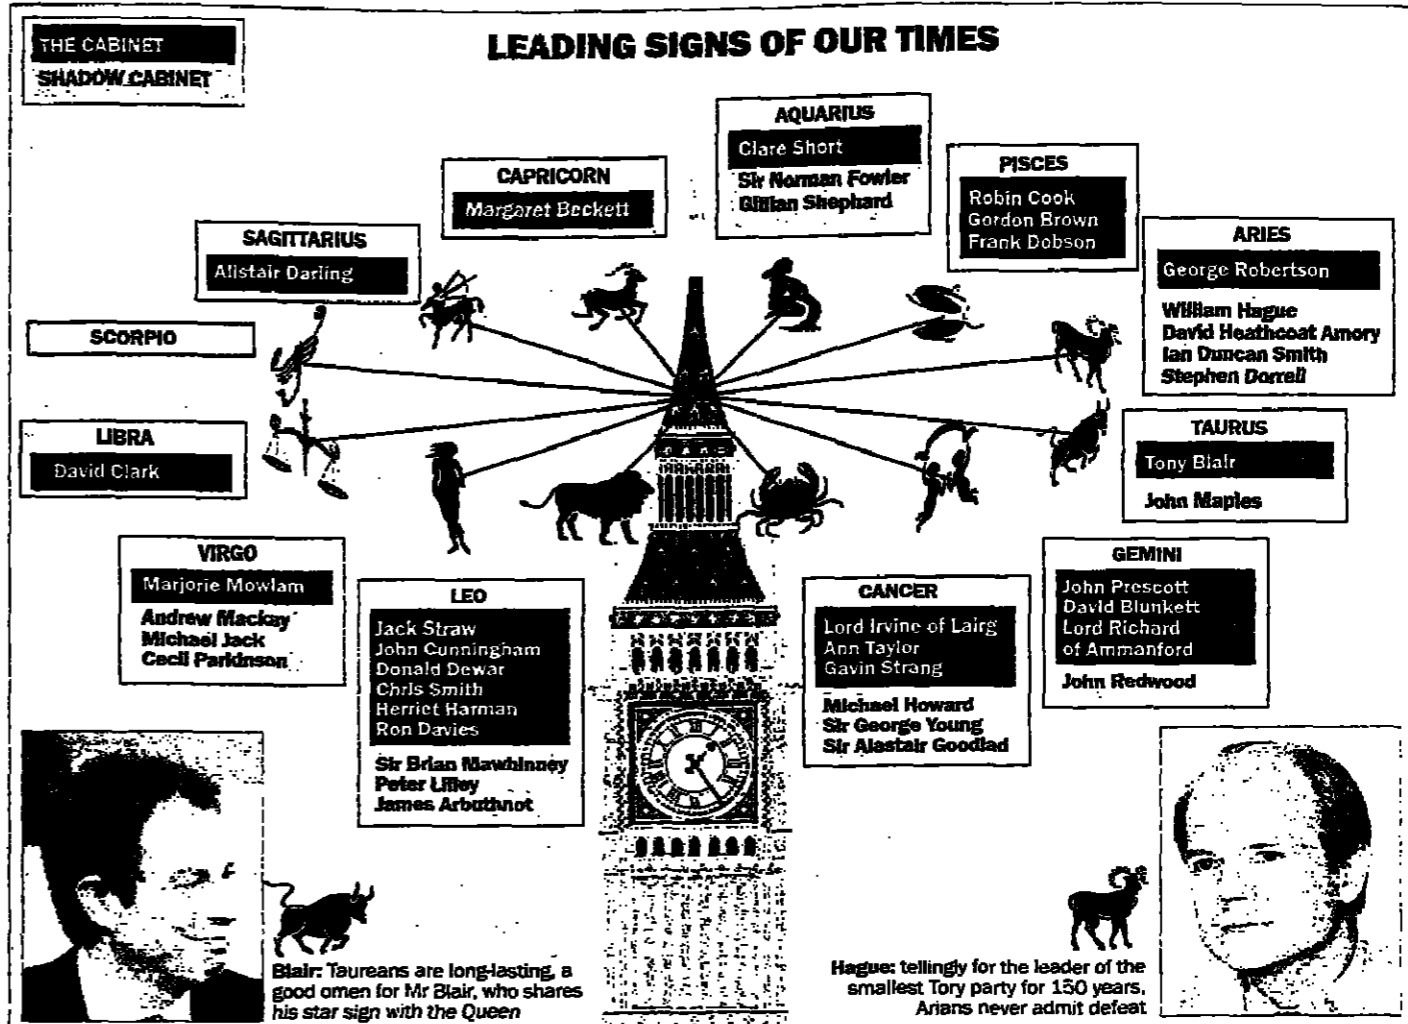 THE CABINET
SHADOW CABINET
LEADING SIGNS OF OUR TIMES
AQUARIUS
Clare Short
Sir Norman Fowler
Gillian Shephard
PISCES
Robin Cook
Gordon Brown
Frank Dobson
CAPRICORN
Margaret Beckett
SAGITTARIUS
Alistair Darling
ARIES
George Robertson
William Hague
David Heathcoat Amory
Ian Duncan Smith
Stephen Dorrell
SCORPIO
LIBRA
David Clark
TAURUS
Tony Blair
John Maples
VIRGO
Marjorie Mowlam
Andrew Mackay
Michael Jack
Cecil Parkinson
LEO
Jack Straw
John Cunningham
Donald Dewar
Chris Smith
Herriet Harman
Ron Davies
Sir Brian Mawhinney
Peter Lilley
James Arbuthnot
CANCER
Lord Irvine of Lairg
Ann Taylor
Gavin Strang
Michael Howard
Sir George Young
Sir Alastair Goodlad
GEMINI
John Prescott
David Blunkett
Lord Richard
of Ammanford
John Redwood
Blair: Taureans are long-lasting, a
good omen for Mr Blair, who shares
his star sign with the Queen
Hague: tellingly for the leader of the
smallest Tory party for 150 years,
Arians never admit defeat